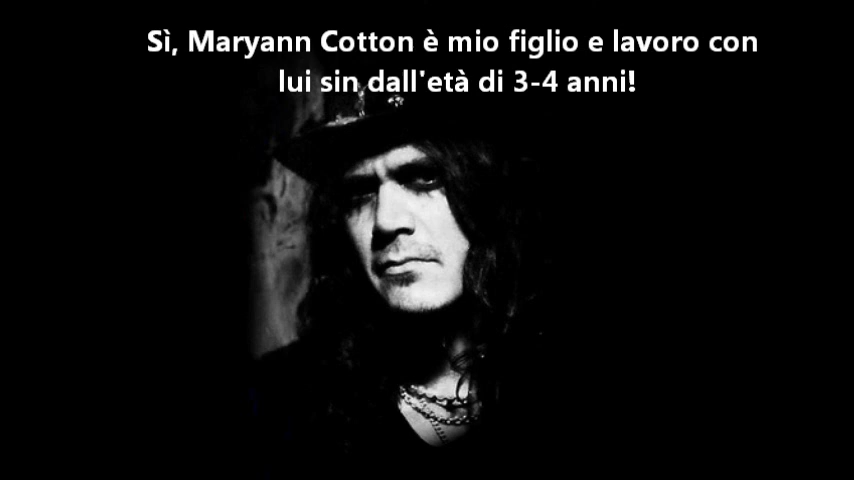 Sì, Maryann Cotton è mio figlio e lavoro con
lui sin dall'età di 3-4 anni!